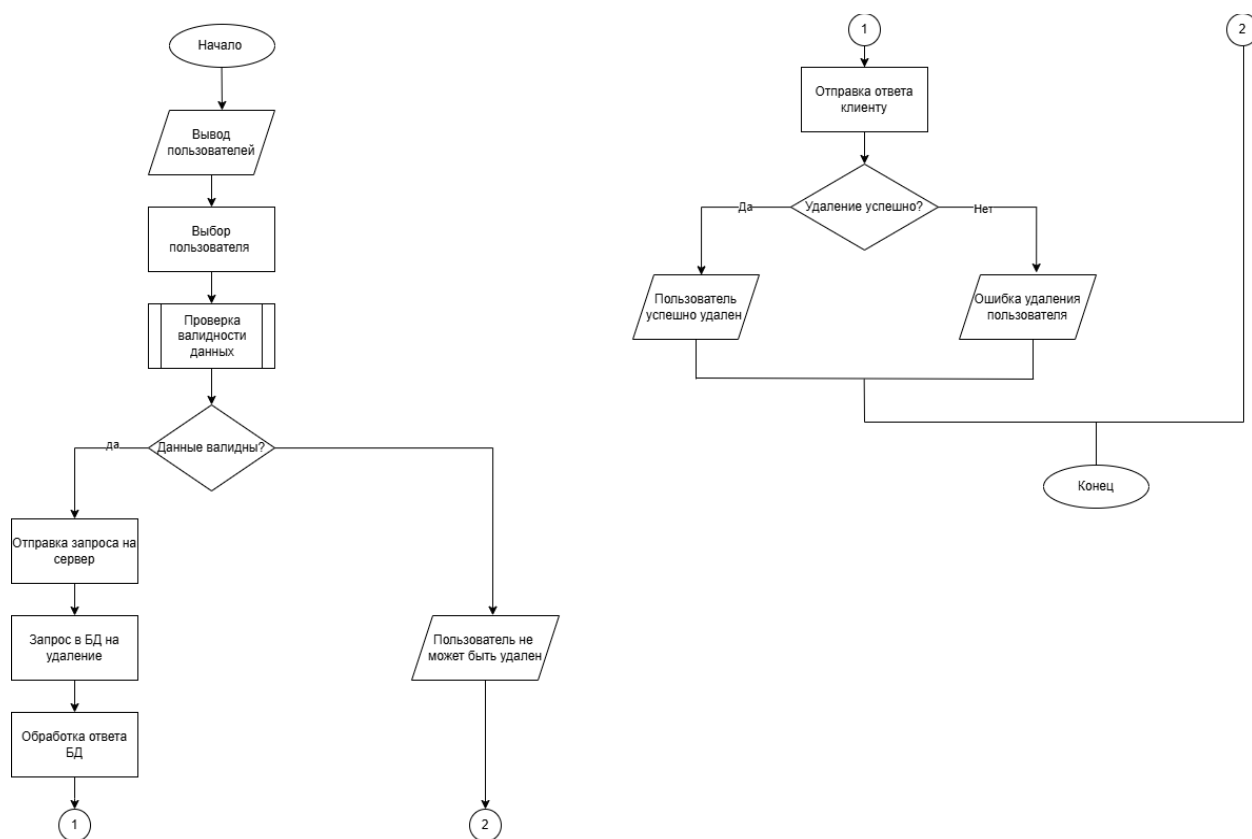 Начало
Вывод
пользователей
Выбор
пользователя
Проверка
валидности
данных
Данные валидны?
да
Отправка запроса на
сервер
Запрос в БД на
удаление
Обработка ответа
БД
1
Пользователь не
может быть удален
2
1
Отправка ответа
клиенту
Удаление успешно?
Да
Нет
Пользователь
успешно удален
Ошибка удаления
пользователя
2
Конец